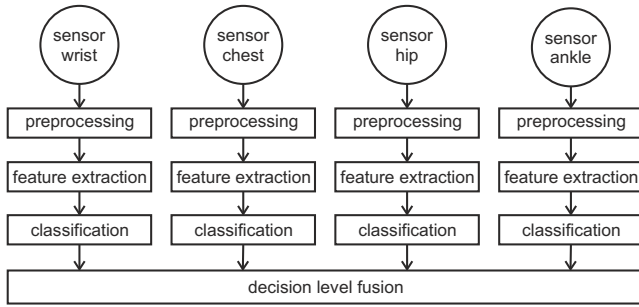 sensor
wrist
sensor
chest
sensor
hip
sensor
ankle
preprocessing
preprocessing
preprocessing
preprocessing
feature extraction
feature extraction
feature extraction
feature extraction
classification
classification
classification
classification
decision level fusion